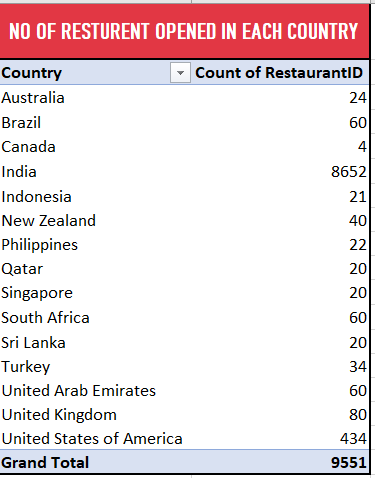 NO OF RESTURENT OPENED IN EACH COUNTRY
Country Count of RestaurantID
Australia 24
Brazil 60
Canada 4
India 8652
Indonesia 21
New Zealand 40
Philippines 22
Qatar 20
Singapore 20
South Africa 60
Sri Lanka 20
Turkey 34
United Arab Emirates 60
United Kingdom 80
United States of America 434
Grand Total 9551